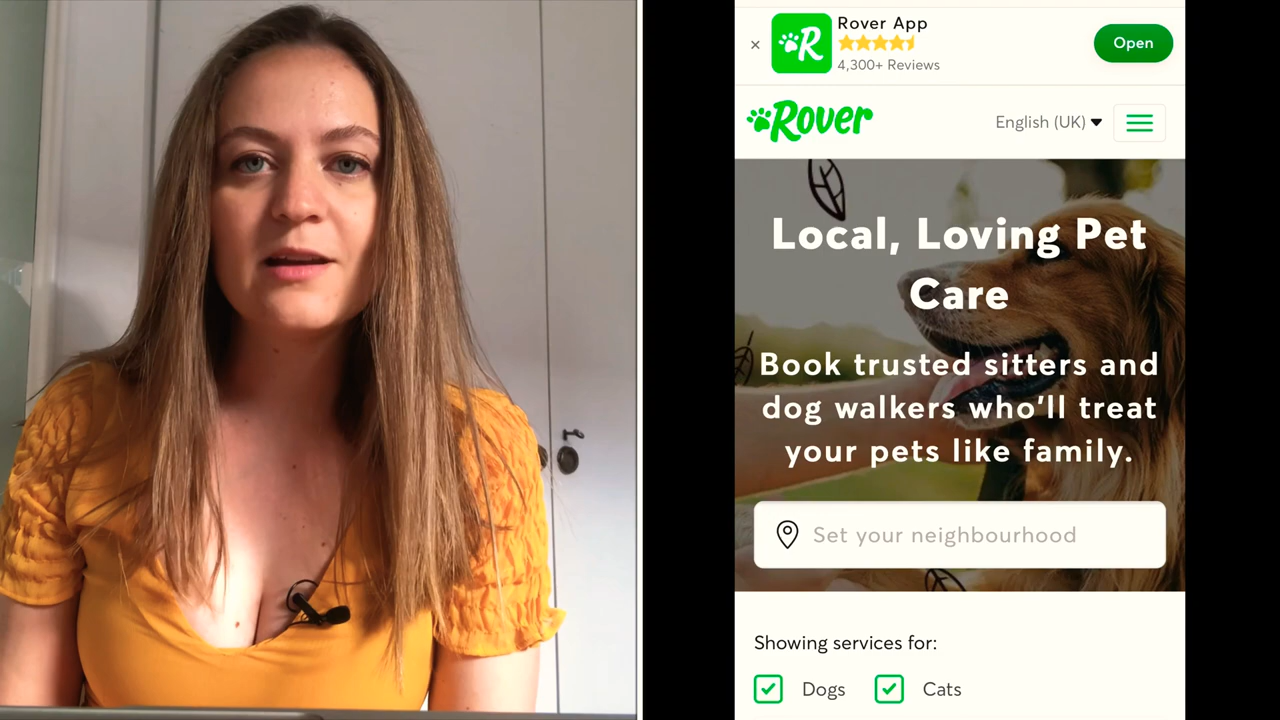 Rover App
4,300+ Reviews
Open
Rover
English (UK)
Local, Loving Pet
Care
Book trusted sitters and
dog walkers who'll treat
your pets like family.
Set your neighbourhood
Showing services for:
Dogs
Cats